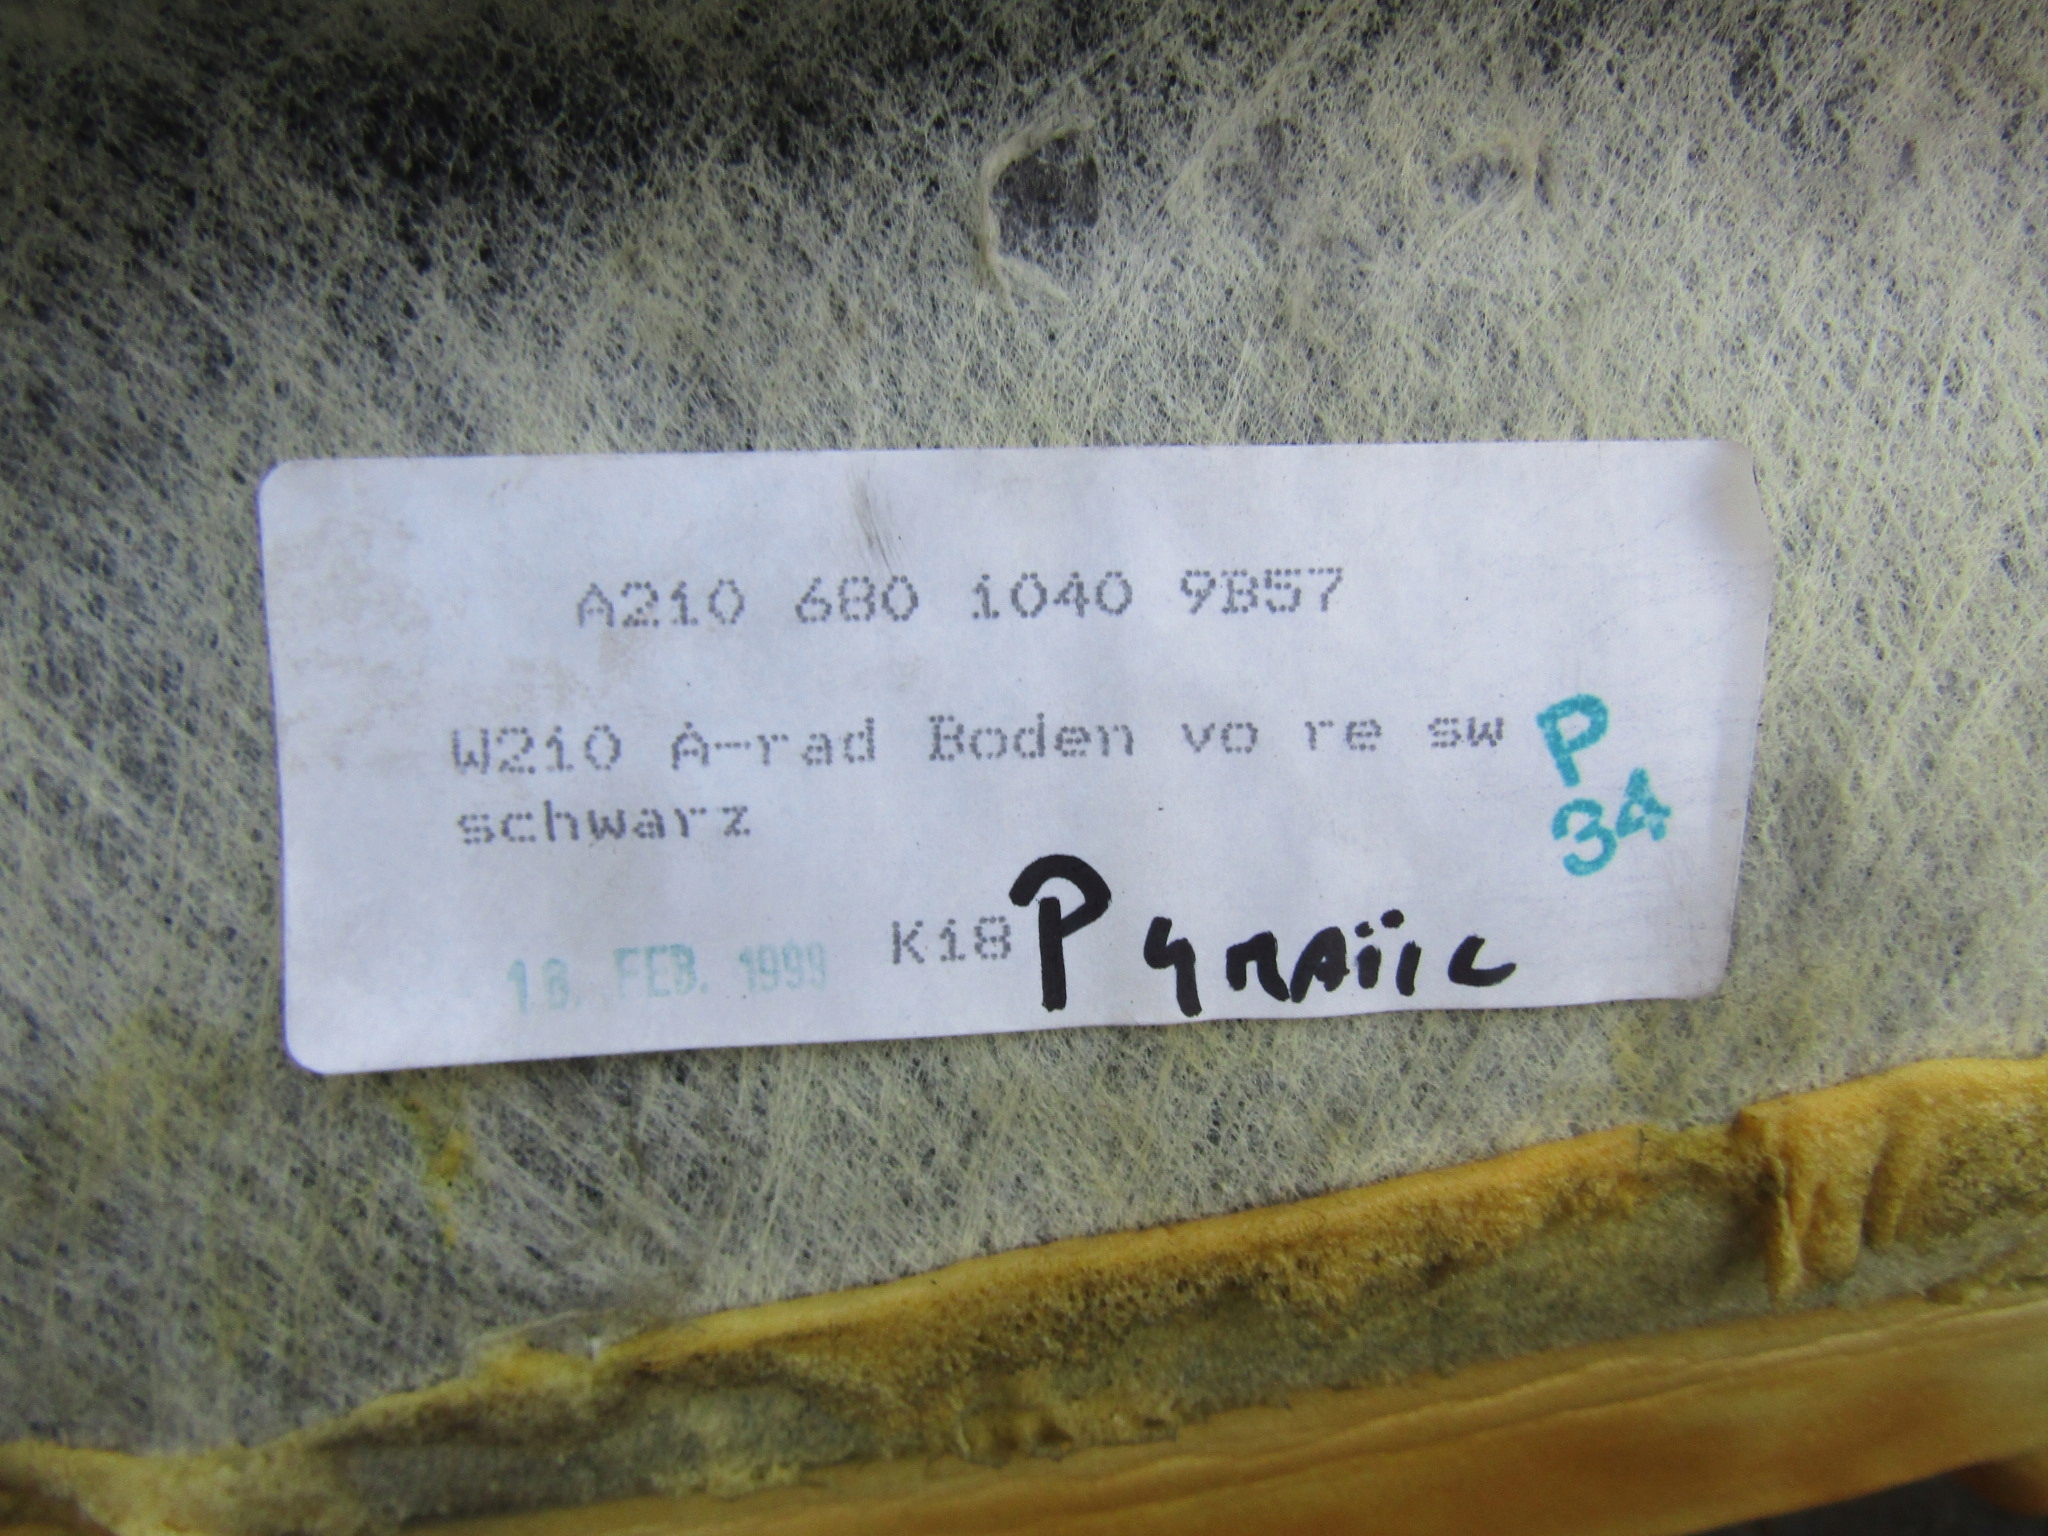 A210 680 1040 9B57
W210 A-rad Boden vo re sw
schwarz
P
34
K18 P
18. FEB. 1999